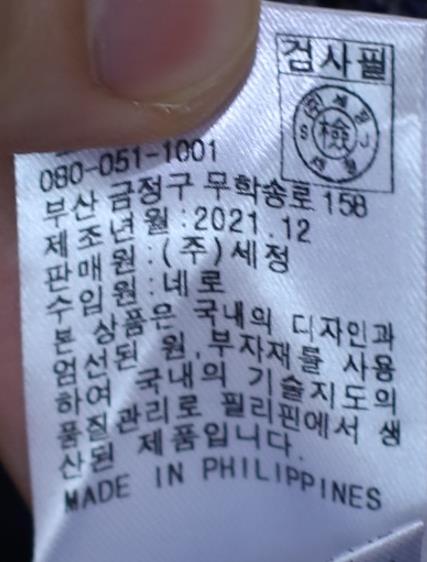 검사필
檢
080-051-1001
부산 금정구 무학송로 158
제조년월 : 2021.12
판매원 : (주)세정
수입원 : 네로
본 상품은 국내의 디자인과
엄선된 원, 부자재를 사용
하여 국내의 기술지도와
품질관리로 필리핀에서 생
산된 제품입니다.
MADE IN PHILIPPINES